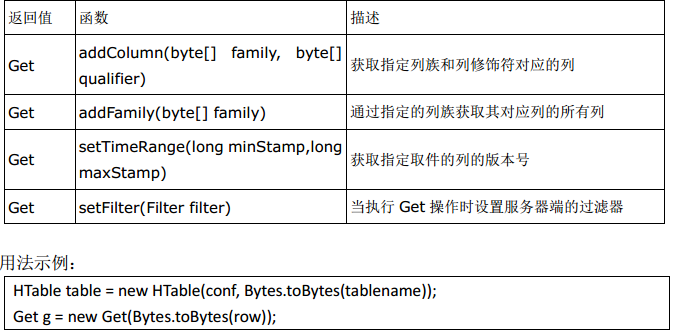 返回值 函数 描述
Get addColumn(byte[] family, byte[] qualifier) 获取指定列族和列修饰符对应的列
Get addFamily(byte[] family) 通过指定的列族获取其对应列的所有列
Get setTimeRange(long minStamp,long maxStamp) 获取指定取件的列的版本号
Get setFilter(Filter filter) 当执行 Get 操作时设置服务器端的过滤器
用法示例：
HTable table = new HTable(conf, Bytes.toBytes(tablename));
Get g = new Get(Bytes.toBytes(row));